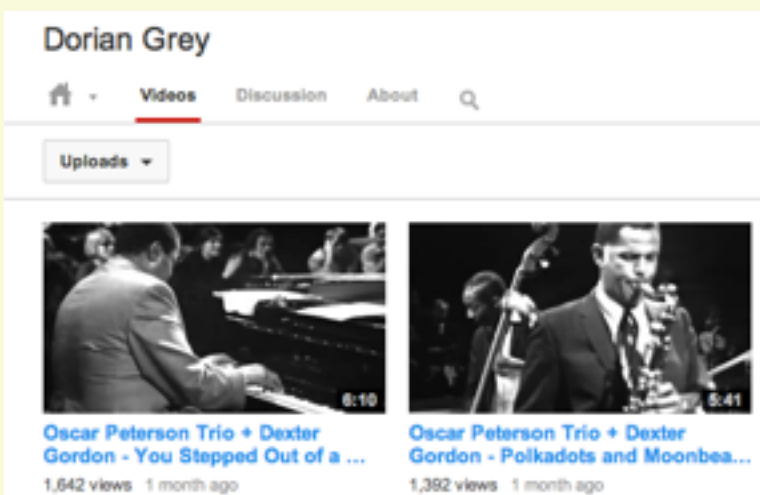 Dorian Grey
Videos Discussion About
Uploads
6:10 5:41
Oscar Peterson Trio + Dexter
Gordon - You Stepped Out of a ...
1,642 views 1 month ago
Oscar Peterson Trio + Dexter
Gordon - Polkadots and Moonbea...
1,392 views 1 month ago